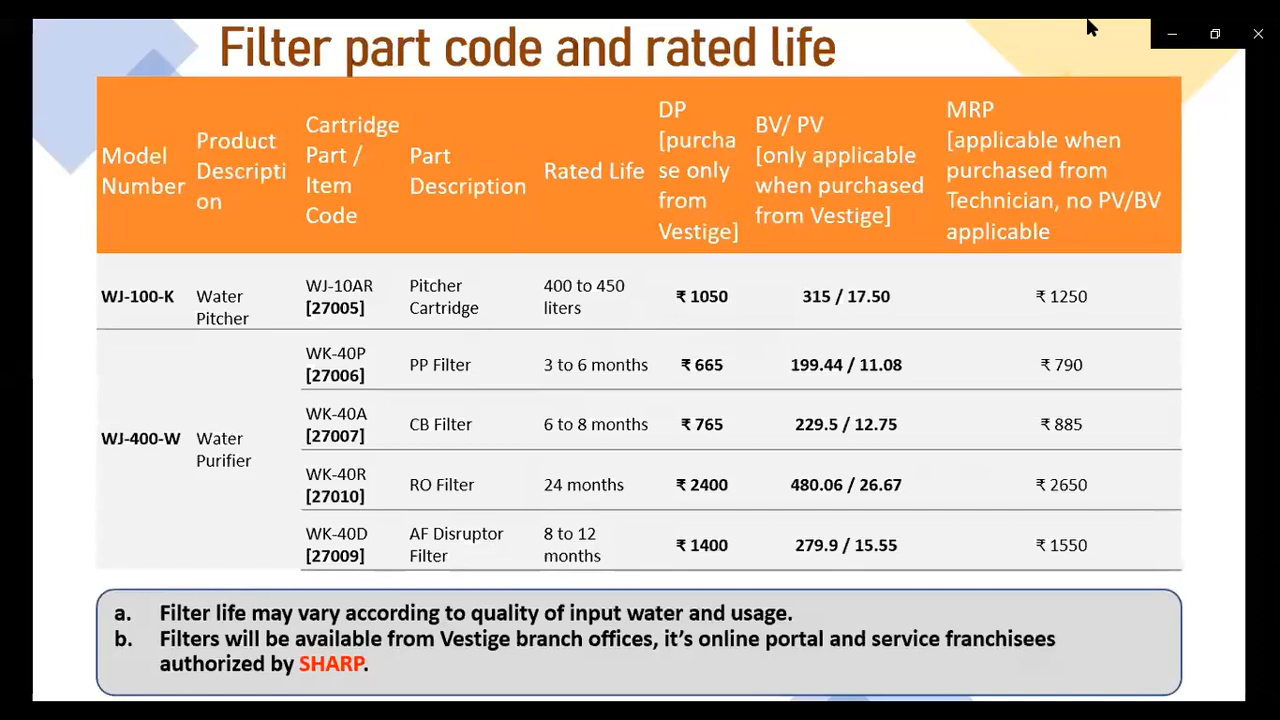 Filter part code and rated life
Model
Number
Product
Descripti
on
Cartridge
Part /
Item
Code
Part
Description
Rated Life
DP
[purcha
se only
from
Vestige]
BV/ PV
[only applicable
when purchased
from Vestige]
MRP
[applicable when
purchased from
Technician, no PV/BV
applicable
WJ-100-K
Water
Pitcher
WJ-10AR
[27005]
Pitcher
Cartridge
400 to 450
liters
₹ 1050
315 / 17.50
₹ 1250
WJ-400-W
Water
Purifier
WK-40P
[27006]
PP Filter
3 to 6 months
₹ 665
199.44 / 11.08
₹ 790
WK-40A
[27007]
CB Filter
6 to 8 months
₹ 765
229.5 / 12.75
₹ 885
WK-40R
[27010]
RO Filter
24 months
₹ 2400
480.06 / 26.67
₹ 2650
WK-40D
[27009]
AF Disruptor
Filter
8 to 12
months
₹ 1400
279.9 / 15.55
₹ 1550
a. Filter life may vary according to quality of input water and usage.
b. Filters will be available from Vestige branch offices, it's online portal and service franchisees
authorized by SHARP.